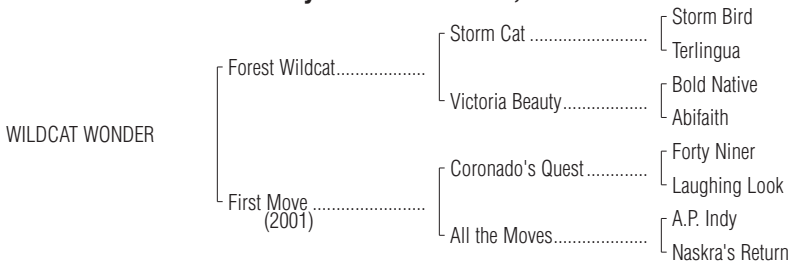 Storm Bird
Storm Cat ..........................
Terlingua
Forest Wildcat...................
Bold Native
Victoria Beauty...................
Abifaith
WILDCAT WONDER
Forty Niner
Coronado's Quest.............
Laughing Look
First Move ........................
(2001)
A.P. Indy
All the Moves.....................
Naskra's Return